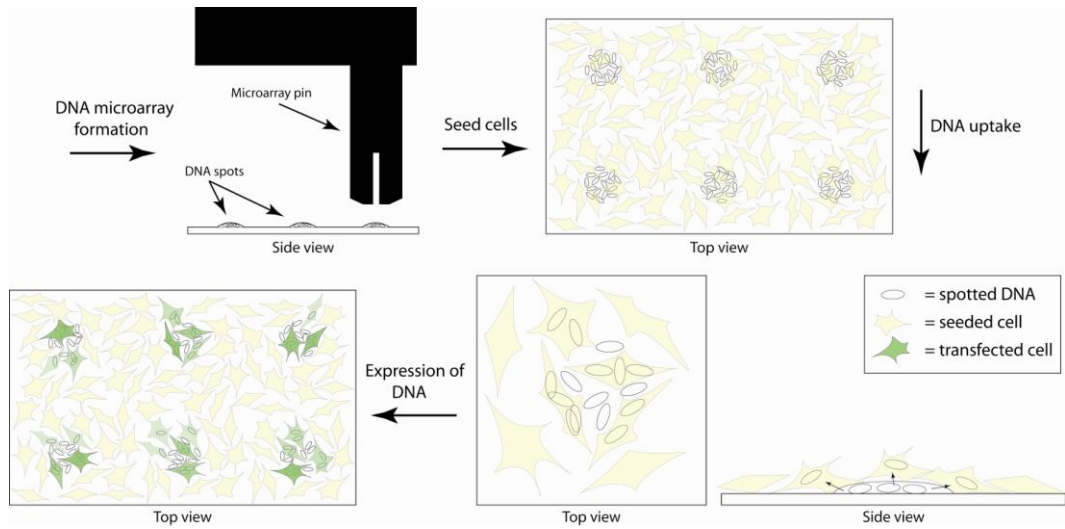 DNA microarray
formation
Microarray pin
DNA spots
Side view
Seed cells
Top view
DNA uptake
Top view
Expression of
DNA
Top view
= spotted DNA
= seeded cell
= transfected cell
Side view